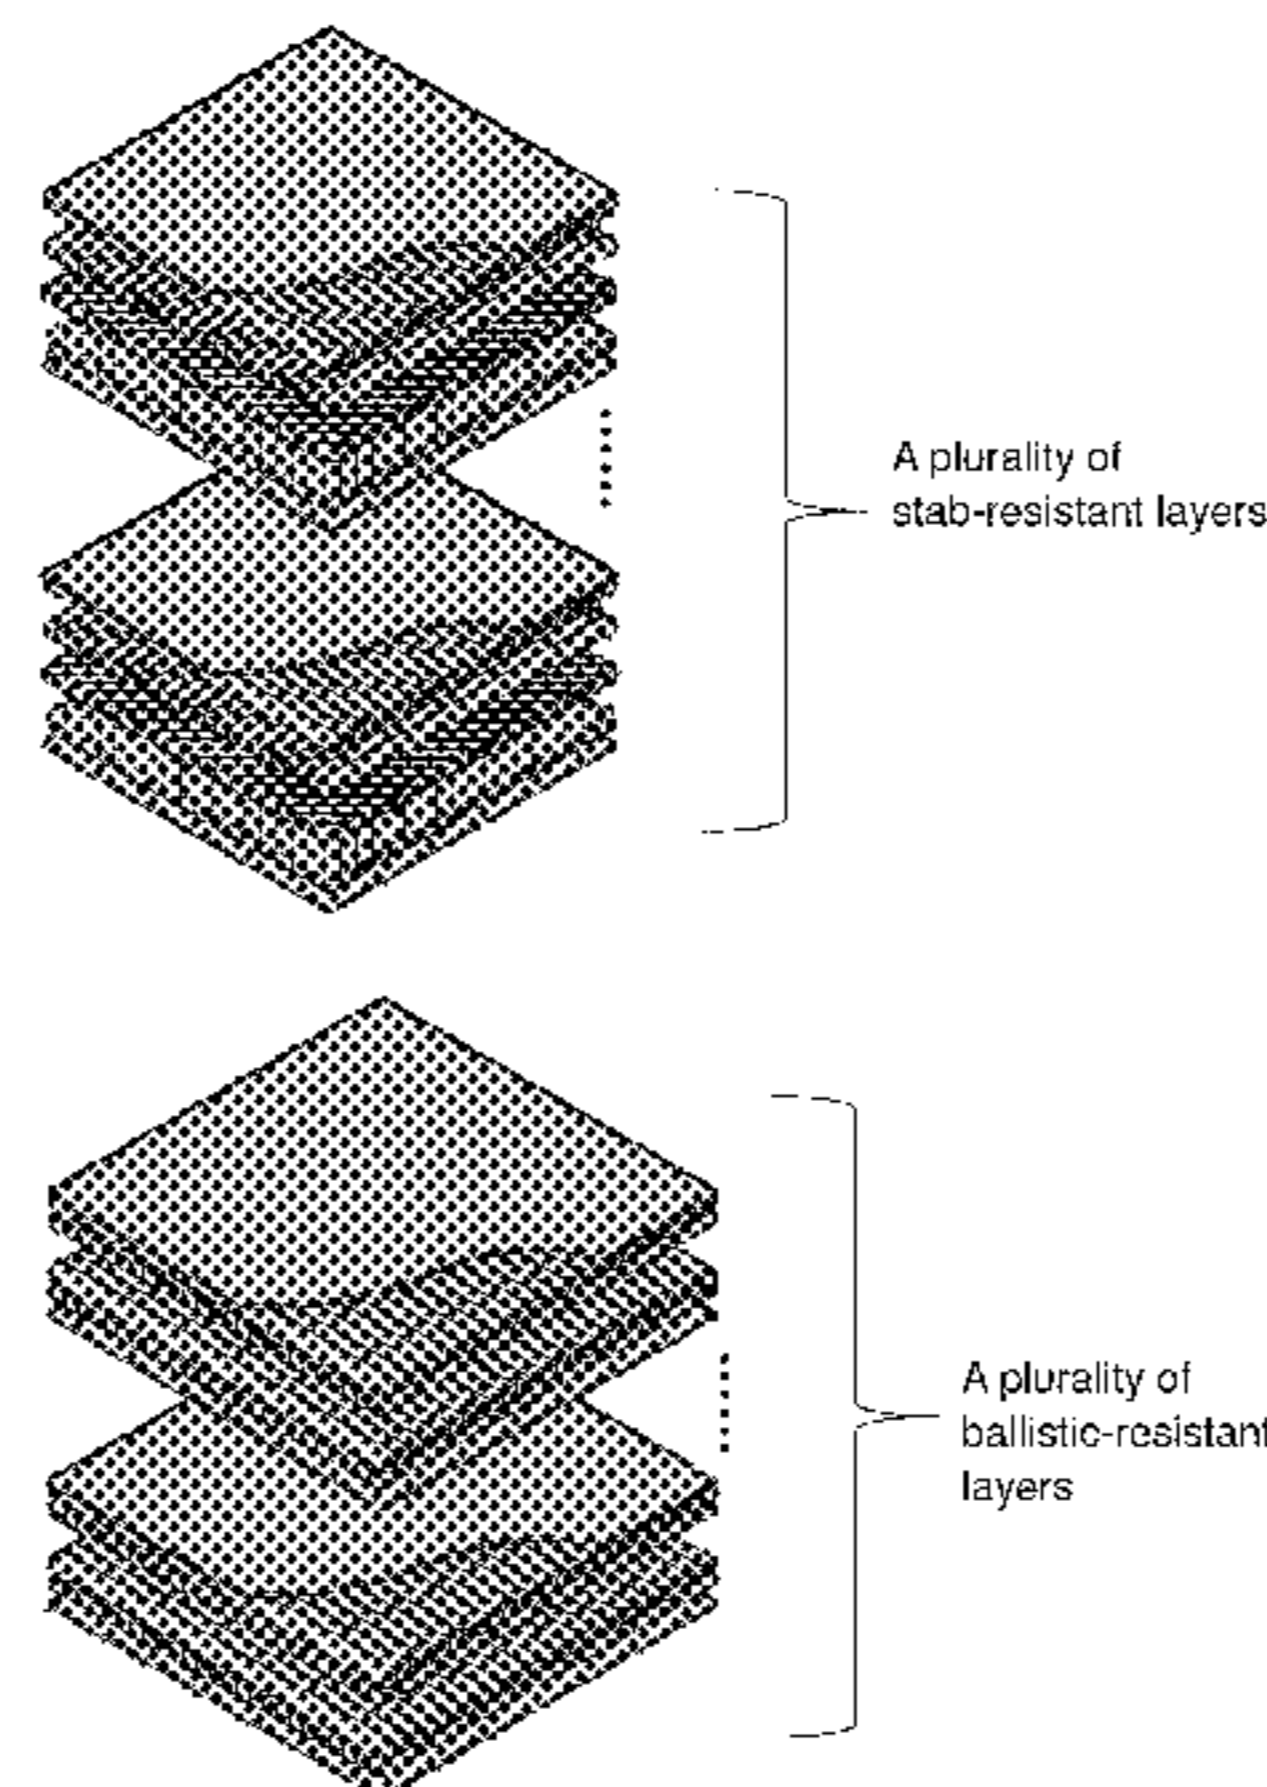 A plurality of
stab-resistant layers
A plurality of
ballistic-resistant
layers